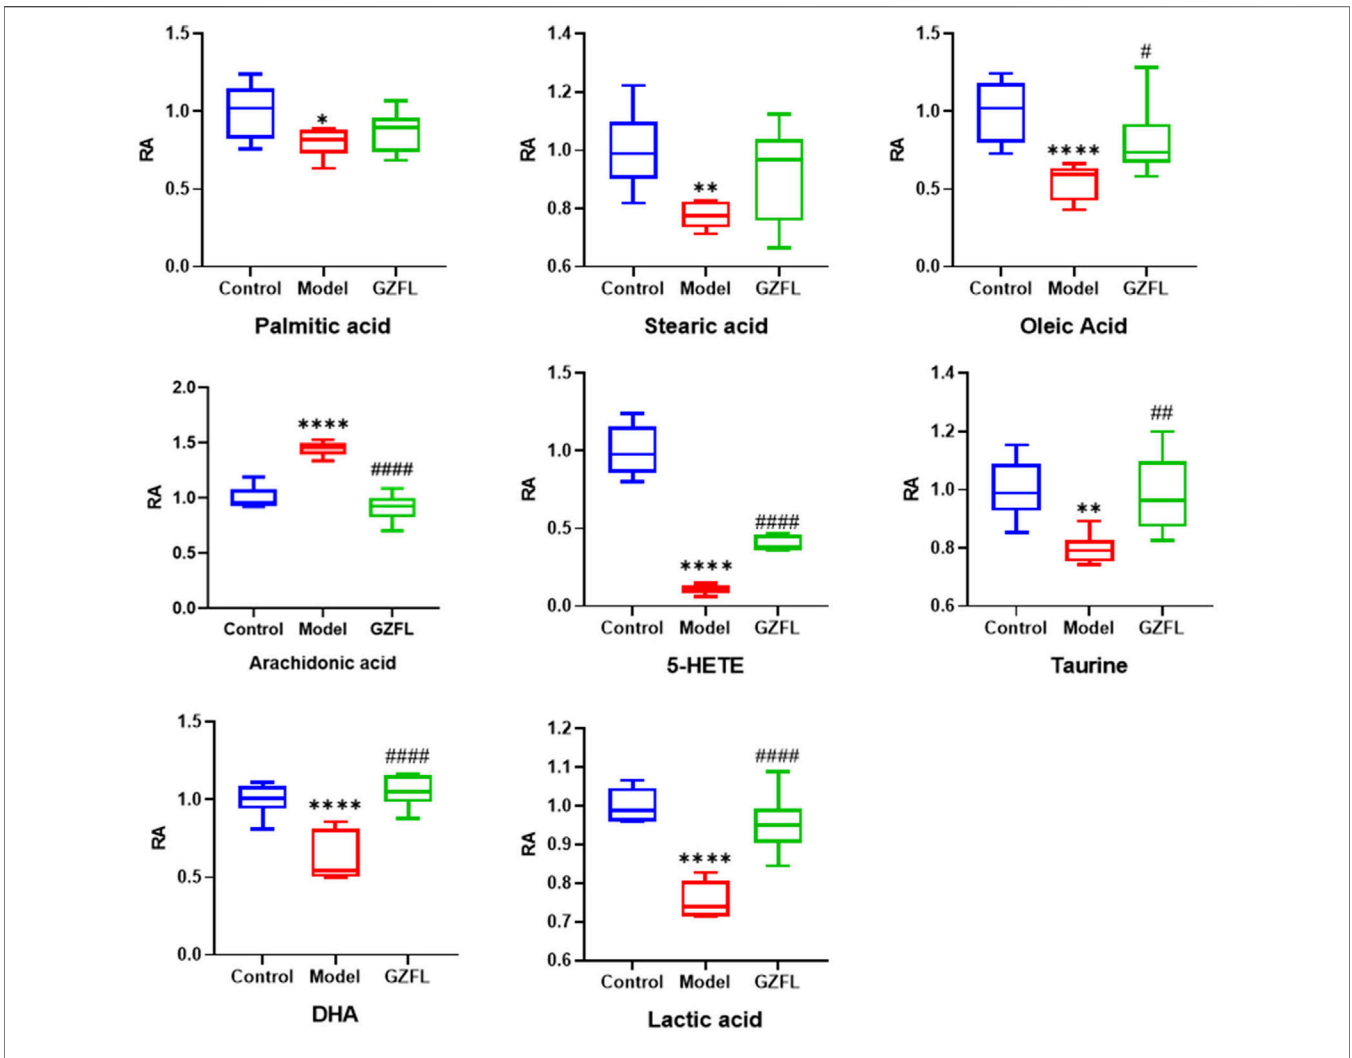 1.5
1.0
0.5
0.0
RA
*
Control Model GZFL
Palmitic acid
1.4
1.2
1.0
0.8
0.6
RA
**
Control Model GZFL
Stearic acid
1.5
1.0
0.5
0.0
RA
****
#
Control Model GZFL
Oleic Acid
2.0
1.5
1.0
0.5
0.0
RA
****
####
Control Model GZFL
Arachidonic acid
1.5
1.0
0.5
0.0
RA
****
####
Control Model GZFL
5-HETE
1.4
1.2
1.0
0.8
0.6
RA
**
##
Control Model GZFL
Taurine
1.5
1.0
0.5
0.0
RA
****
####
Control Model GZFL
DHA
1.2
1.1
1.0
0.9
0.8
0.7
0.6
RA
****
####
Control Model GZFL
Lactic acid